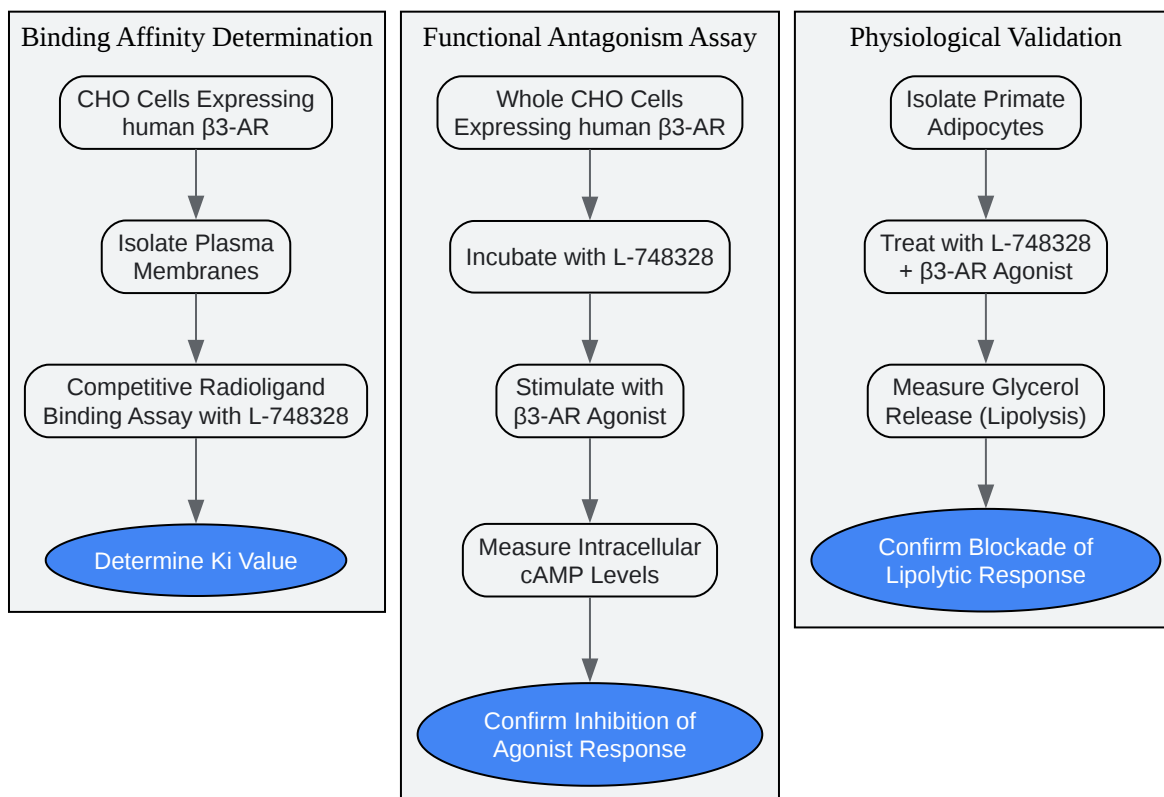 Binding Affinity Determination
CHO Cells Expressing
human β3-AR
Isolate Plasma
Membranes
Competitive Radioligand
Binding Assay with L-748328
Determine Ki Value
Functional Antagonism Assay
Whole CHO Cells
Expressing human β3-AR
Incubate with L-748328
Stimulate with
β3-AR Agonist
Measure Intracellular
cAMP Levels
Confirm Inhibition of
Agonist Response
Physiological Validation
Isolate Primate
Adipocytes
Treat with L-748328
+ β3-AR Agonist
Measure Glycerol
Release (Lipolysis)
Confirm Blockade of
Lipolytic Response